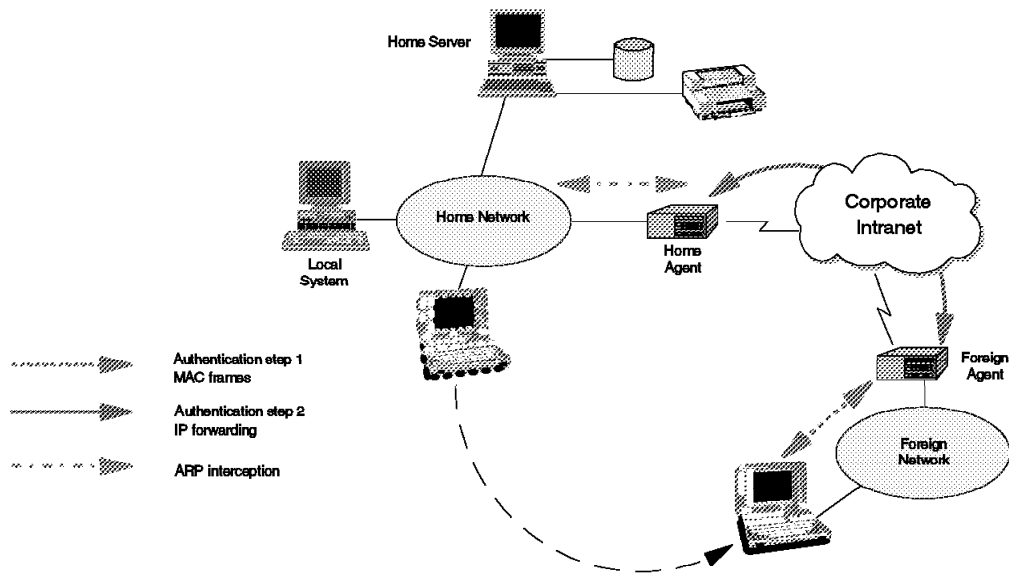 Home Server
Home Network
Corporate
Intranet
Local
System
Home
Agent
Authentication step 1
MAC frames
Foreign
Agent
Authentication step 2
IP forwarding
Foreign
Network
ARP interception